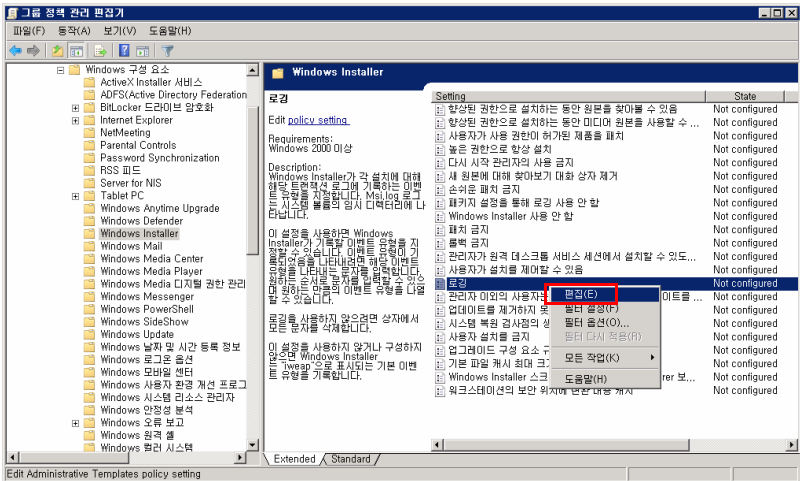 그룹 정책 관리 편집기
파일(F) 동작(A) 보기(V) 도움말(H)
Windows 구성 요소
ActiveX Installer 서비스
ADFS(Active Directory Federation
BitLocker 드라이브 암호화
Internet Explorer
NetMeeting
Parental Controls
Password Synchronization
RSS 피드
Server for NIS
Tablet PC
Windows Anytime Upgrade
Windows Defender
Windows Installer
Windows Mail
Windows Media Center
Windows Media Player
Windows Media 디지털 권한 관리
Windows Messenger
Windows PowerShell
Windows SideShow
Windows Update
Windows 날짜 및 시간 등록 정보
Windows 로그온 옵션
Windows 모바일 센터
Windows 사용자 환경 개선 프로그
Windows 시스템 리소스 관리자
Windows 안정성 분석
Windows 오류 보고
Windows 원격 셸
Windows 컬러 시스템
Windows Installer
로깅
Edit policy setting
Requirements:
Windows 2000 이상
Description:
Windows Installer가 각 설치에 대해
해당 트랜잭션 로그에 기록하는 이벤
트 유형을 지정합니다. Msi.log 로그
는 시스템 볼륨의 임시 디렉터리에 나
타납니다.
이 설정을 사용하면 Windows
Installer가 기록할 이벤트 유형을 지
정할 수 있습니다. 이벤트 유형이 기
록되었음을 나타내려면 해당 이벤트
유형을 나타내는 문자를 입력합니다.
원하는 순서로 문자를 입력할 수 있으
며 원하는 만큼의 이벤트 유형을 나열
할 수 있습니다.
로깅을 사용하지 않으려면 상자에서
모든 문자를 삭제합니다.
이 설정을 사용하지 않거나 구성하지
않으면 Windows Installer
는 "iweap"으로 표시되는 기본 이벤
트 유형을 기록합니다.
Setting State
향상된 권한으로 설치하는 동안 원본을 찾아볼 수 있음 Not configured
향상된 권한으로 설치하는 동안 미디어 원본을 사용할 수 ... Not configured
사용자가 사용 권한이 허가된 제품을 패치 Not configured
높은 권한으로 항상 설치 Not configured
다시 시작 관리자의 사용 금지 Not configured
새 원본에 대해 찾아보기 대화 상자 제거 Not configured
손쉬운 패치 금지 Not configured
패키지 설정을 통해 로깅 사용 안 함 Not configured
Windows Installer 사용 안 함 Not configured
패치 금지 Not configured
롤백 금지 Not configured
관리자가 원격 데스크톱 서비스 세션에서 설치할 수 있도... Not configured
사용자가 설치를 제어할 수 있음 Not configured
로깅 Not configured
관리자 이외의 사용자는 이트를 ... Not configured
업데이트를 제거하지 못 Not configured
시스템 복원 검사점의 생 Not configured
사용자 설치를 금지 Not configured
업그레이드 구성 요소 규 Not configured
기본 파일 캐시 최대 크 Not configured
Windows Installer 스크 rer 보... Not configured
워크스테이션의 보안 위 Not configured
편집(E)
필터 설정(F)
필터 옵션(O)...
필터 다시 적용(R)
모든 작업(K)
도움말(H)
Extended Standard
Edit Administrative Templates policy setting